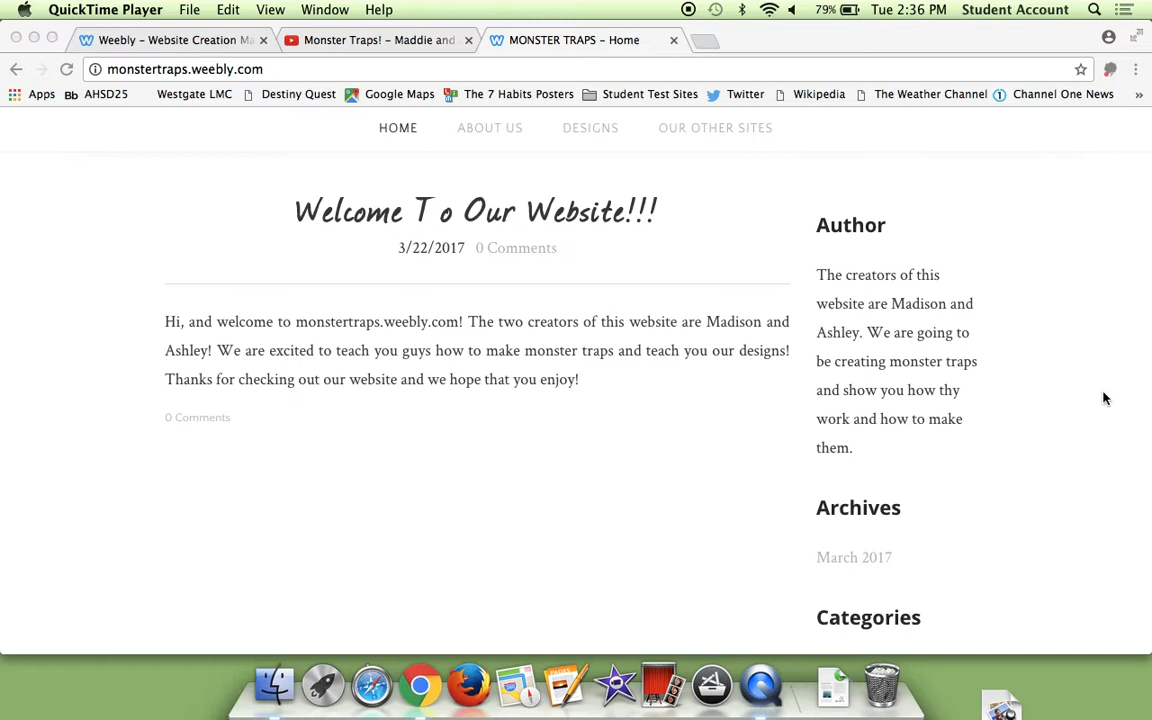 QuickTime Player File Edit View Window Help 79% Tue 2:36 PM Student Account
Weebly - Website Creation Ma Monster Traps! - Maddie and MONSTER TRAPS - Home
monstertraps.weebly.com
Apps Bb AHSD25 Westgate LMC Destiny Quest Google Maps The 7 Habits Posters Student Test Sites Twitter Wikipedia The Weather Channel 1 Channel One News »
HOME ABOUT US DESIGNS OUR OTHER SITES
Welcome T o Our Website!!!
3/22/2017 0 Comments
Hi, and welcome to monstertraps.weebly.com! The two creators of this website are Madison and
Ashley! We are excited to teach you guys how to make monster traps and teach you our designs!
Thanks for checking out our website and we hope that you enjoy!
0 Comments
Author
The creators of this
website are Madison and
Ashley. We are going to
be creating monster traps
and show you how thy
work and how to make
them.
Archives
March 2017
Categories